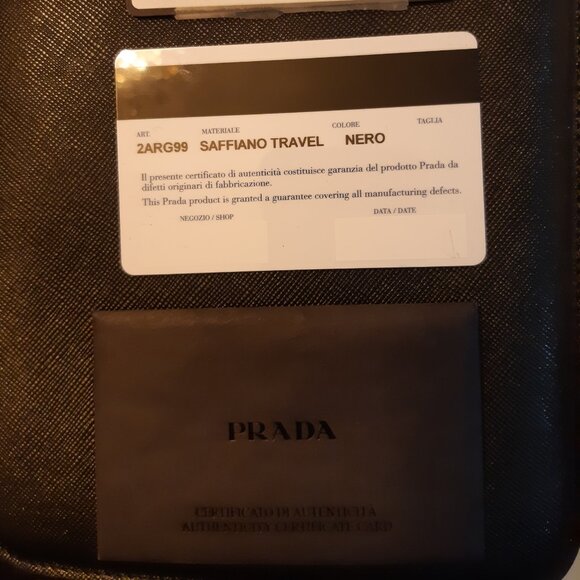 ART. MATERIALE COLORE TAGLIA
2ARG99 SAFFIANO TRAVEL NERO
Il presente certificato di autenticità costituisce garanzia del prodotto Prada da
difetti originari di fabbricazione.
This Prada product is granted a guarantee covering all manufacturing defects.
NEGOZIO / SHOP DATA / DATE
PRADA
CERTIFICATO DI AUTENTICITÀ
AUTHENTICITY CERTIFICATE CARD